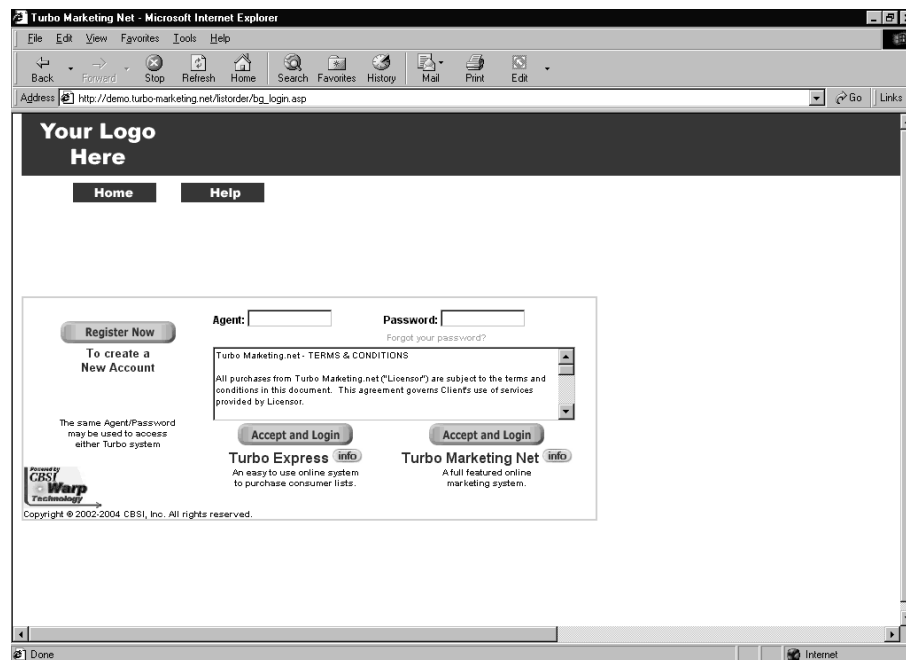 Turbo Marketing Net - Microsoft Internet Explorer
File Edit View Favorites Tools Help
Back Forward Stop Refresh Home Search Favorites History Mail Print Edit
Address http://demo.turbo-marketing.net/listorder/bg_login.asp Go Links
Your Logo
Here
Home Help
Agent: Password:
Forgot your password?
Register Now
To create a
New Account
Turbo Marketing.net - TERMS & CONDITIONS
All purchases from Turbo Marketing.net ("Licensor") are subject to the terms and
conditions in this document. This agreement governs Client's use of services
provided by Licensor.
The same Agent/Password
may be used to access
either Turbo system
Accept and Login Accept and Login
Turbo Express info Turbo Marketing Net info
An easy to use online system
to purchase consumer lists.
A full featured online
marketing system.
Powered by
CBSI
Warp
Technology
Copyright © 2002-2004 CBSI, Inc. All rights reserved.
Done Internet